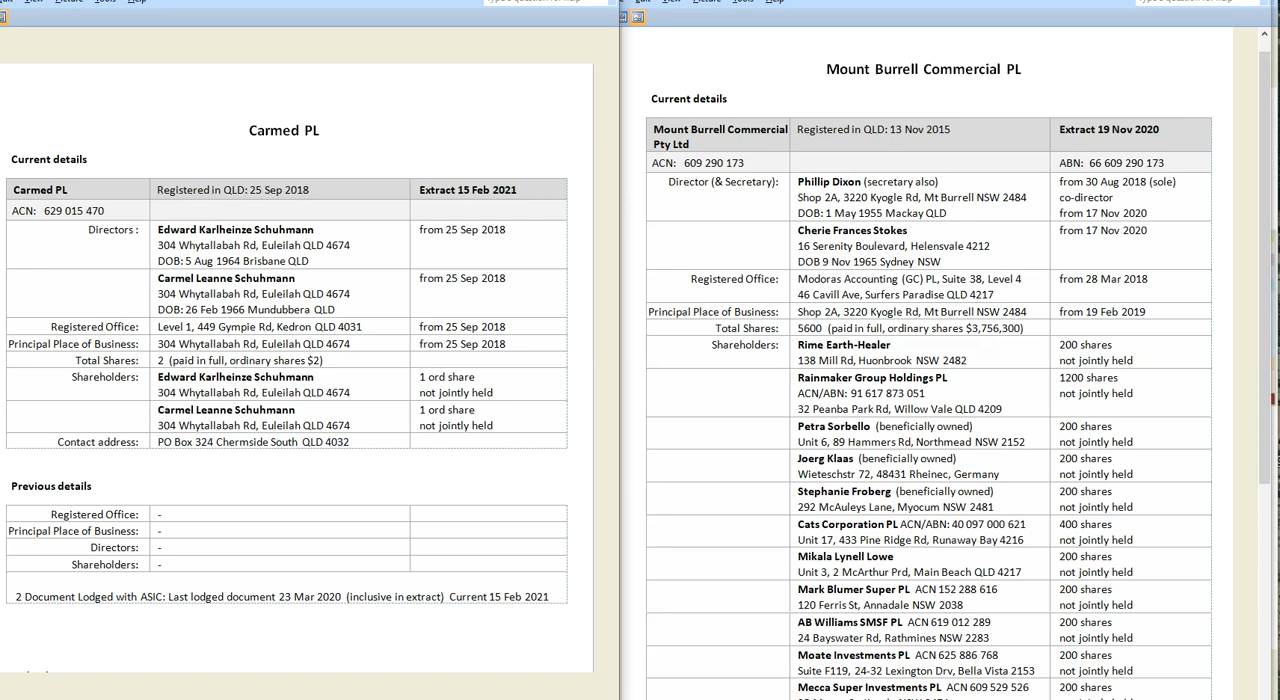 Edit View Picture Tools Help
Type a question for help
Carmed PL
Current details
Carmed PL Registered in QLD: 25 Sep 2018 Extract 15 Feb 2021
ACN: 629 015 470
Directors : Edward Karlheinze Schuhmann from 25 Sep 2018
304 Whytallabah Rd, Euleilah QLD 4674
DOB: 5 Aug 1964 Brisbane QLD
Carmel Leanne Schuhmann from 25 Sep 2018
304 Whytallabah Rd, Euleilah QLD 4674
DOB: 26 Feb 1966 Mundubbera QLD
Registered Office: Level 1, 449 Gympie Rd, Kedron QLD 4031 from 25 Sep 2018
Principal Place of Business: 304 Whytallabah Rd, Euleilah QLD 4674 from 25 Sep 2018
Total Shares: 2 (paid in full, ordinary shares $2)
Shareholders: Edward Karlheinze Schuhmann 1 ord share
304 Whytallabah Rd, Euleilah QLD 4674 not jointly held
Carmel Leanne Schuhmann 1 ord share
304 Whytallabah Rd, Euleilah QLD 4674 not jointly held
Contact address: PO Box 324 Chermside South QLD 4032
Previous details
Registered Office: -
Principal Place of Business: -
Directors: -
Shareholders: -
2 Document Lodged with ASIC: Last lodged document 23 Mar 2020 (inclusive in extract) Current 15 Feb 2021
Edit View Picture Tools Help
Type a question for help
Mount Burrell Commercial PL
Current details
Mount Burrell Commercial Registered in QLD: 13 Nov 2015 Extract 19 Nov 2020
Pty Ltd
ACN: 609 290 173 ABN: 66 609 290 173
Director (& Secretary): Phillip Dixon (secretary also) from 30 Aug 2018 (sole)
Shop 2A, 3220 Kyogle Rd, Mt Burrell NSW 2484 co-director
DOB: 1 May 1955 Mackay QLD from 17 Nov 2020
Cherie Frances Stokes from 17 Nov 2020
16 Serenity Boulevard, Helensvale 4212
DOB 9 Nov 1965 Sydney NSW
Registered Office: Modoras Accounting (GC) PL, Suite 38, Level 4 from 28 Mar 2018
46 Cavill Ave, Surfers Paradise QLD 4217
Principal Place of Business: Shop 2A, 3220 Kyogle Rd, Mt Burrell NSW 2484 from 19 Feb 2019
Total Shares: 5600 (paid in full, ordinary shares $3,756,300)
Shareholders: Rime Earth-Healer 200 shares
138 Mill Rd, Huonbrook NSW 2482 not jointly held
Rainmaker Group Holdings PL 1200 shares
ACN/ABN: 91 617 873 051 not jointly held
32 Peanba Park Rd, Willow Vale QLD 4209
Petra Sorbello (beneficially owned) 200 shares
Unit 6, 89 Hammers Rd, Northmead NSW 2152 not jointly held
Joerg Klaas (beneficially owned) 200 shares
Wieteschstr 72, 48431 Rheinec, Germany not jointly held
Stephanie Froberg (beneficially owned) 200 shares
292 McAuleys Lane, Myocum NSW 2481 not jointly held
Cats Corporation PL ACN/ABN: 40 097 000 621 400 shares
Unit 17, 433 Pine Ridge Rd, Runaway Bay 4216 not jointly held
Mikala Lynell Lowe 200 shares
Unit 3, 2 McArthur Prd, Main Beach QLD 4217 not jointly held
Mark Blumer Super PL ACN 152 288 616 200 shares
120 Ferris St, Annadale NSW 2038 not jointly held
AB Williams SMSF PL ACN 619 012 289 200 shares
24 Bayswater Rd, Rathmines NSW 2283 not jointly held
Moate Investments PL ACN 625 886 768 200 shares
Suite F119, 24-32 Lexington Drv, Bella Vista 2153 not jointly held
Mecca Super Investments PL ACN 609 529 526 200 shares